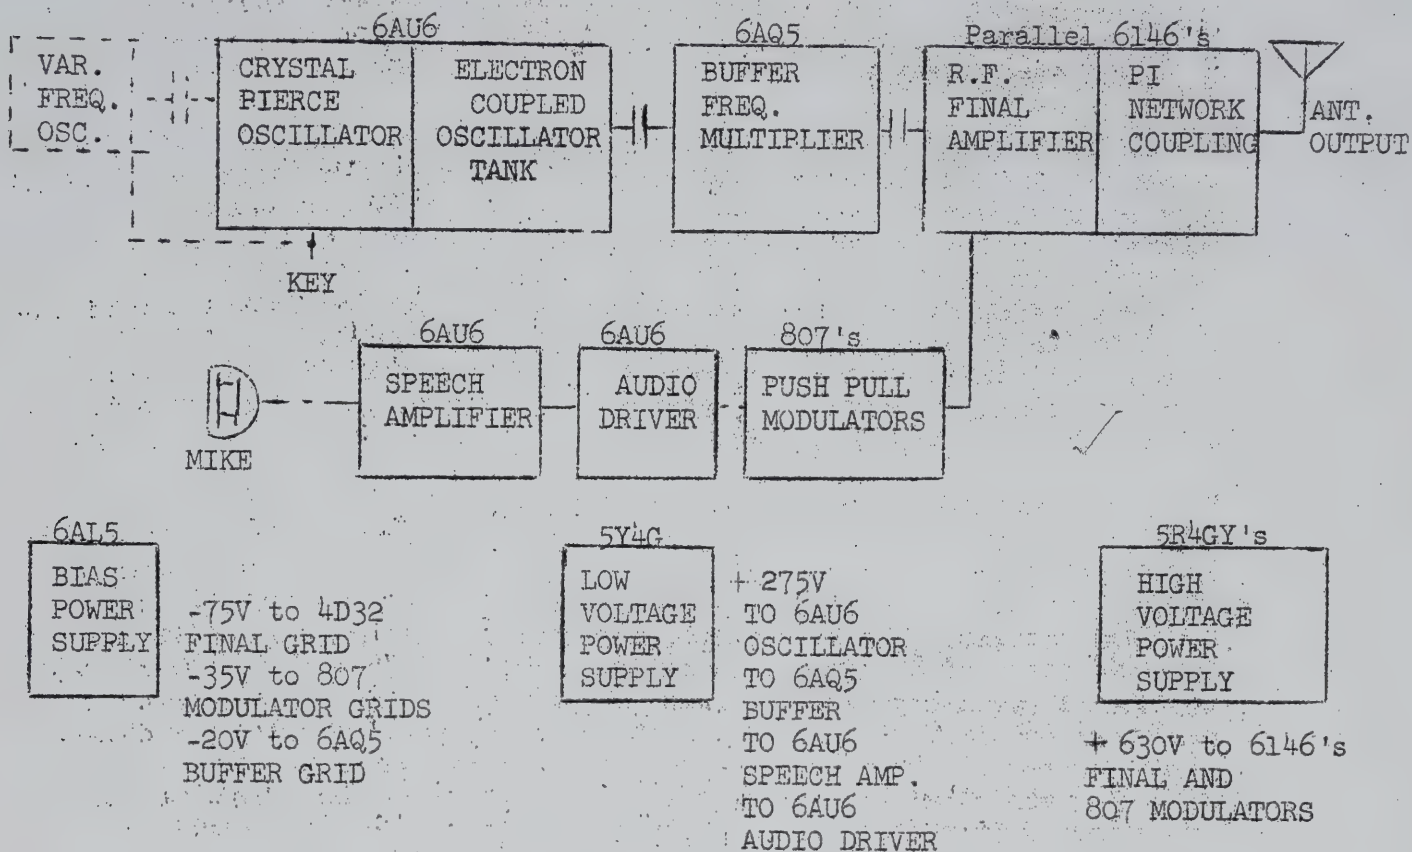 6AU6
6AQ5
Parallel 6146's
VAR.
FREQ.
OSC.
CRYSTAL
PIERCE
OSCILLATOR
ELECTRON
COUPLED
OSCILLATOR
TANK
BUFFER
FREQ.
MULTIPLIER
R.F.
FINAL
AMPLIFIER
PI
NETWORK
COUPLING
ANT.
OUTPUT
KEY
6AU6
6AU6
807's
MIKE
SPEECH
AMPLIFIER
AUDIO
DRIVER
PUSH PULL
MODULATORS
6AL5
BIAS
POWER
SUPPLY
-75V to 4D32
FINAL GRID
-35V to 807
MODULATOR GRIDS
-20V to 6AQ5
BUFFER GRID
5Y4G
LOW
VOLTAGE
POWER
SUPPLY
+ 275V
TO 6AU6
OSCILLATOR
TO 6AQ5
BUFFER
TO 6AU6
SPEECH AMP.
TO 6AU6
AUDIO DRIVER
5R4GY's
HIGH
VOLTAGE
POWER
SUPPLY
+ 630V to 6146's
FINAL AND
807 MODULATORS